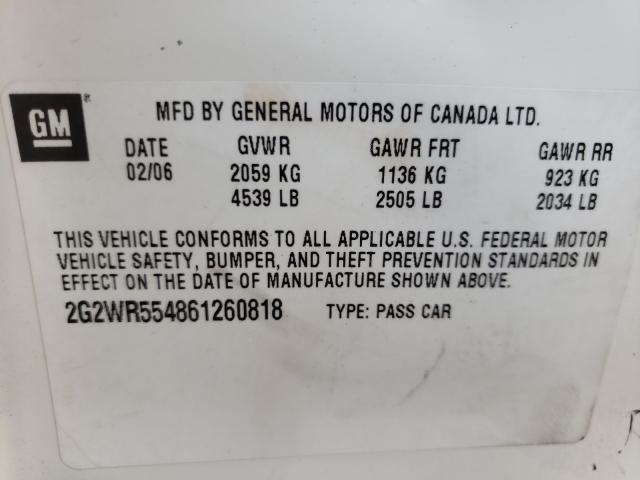 GM®
MFD BY GENERAL MOTORS OF CANADA LTD.
DATE GVWR GAWR FRT GAWR RR
02/06 2059 KG 1136 KG 923 KG
4539 LB 2505 LB 2034 LB
THIS VEHICLE CONFORMS TO ALL APPLICABLE U.S. FEDERAL MOTOR
VEHICLE SAFETY, BUMPER, AND THEFT PREVENTION STANDARDS IN
EFFECT ON THE DATE OF MANUFACTURE SHOWN ABOVE.
2G2WR554861260818 TYPE: PASS CAR